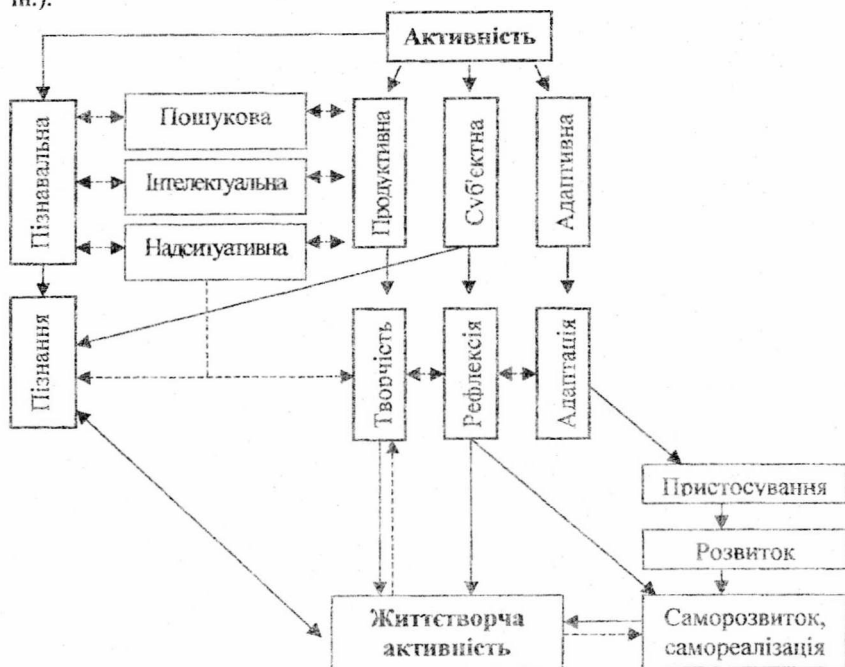 ш.).
Активність
Пізнавальна
Пошукова
Інтелектуальна
Надситуативна
Продуктивна
Суб'єктна
Адаптивна
Пізнання
Творчість
Рефлексія
Адаптація
Пристосування
Розвиток
Життєтворча
активність
Саморозвиток,
самореалізація